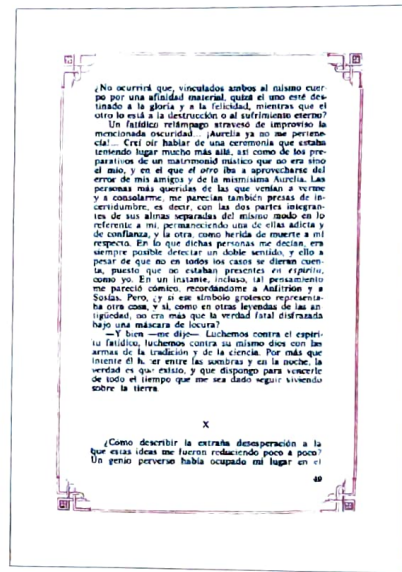 ¿No ocurrirá que, vinculados ambos al mismo cuer-
po por una afinidad material, quizá el uno esté des-
tinado a la gloria y a la felicidad, mientras que el
otro lo está a la destrucción o al sufrimiento eterno?
Un fatídico relámpago atravesó de improviso la
mencionada oscuridad... ¡Aurelia ya no me pertene-
cía!... Creí oír hablar de una ceremonia que estaba
teniendo lugar mucho más allá, así como de los pre-
parativos de un matrimonio místico que no era sino
el mío, y en el que el otro iba a aprovecharse del
error de mis amigos y de la mismísima Aurelia. Las
personas más queridas de las que venían a verme
y a consolarme, me parecían también presas de in-
certidumbre, es decir, con las dos partes integran-
tes de sus almas separadas del mismo modo en lo
referente a mí, permaneciendo una de ellas adicta y
de confianza, y la otra, como herida de muerte a mi
respecto. En lo que dichas personas me decían, era
siempre posible detectar un doble sentido, y ello a
pesar de que no en todos los casos se dieran cuen-
ta, puesto que no estaban presentes en espíritu,
como yo. En un instante, incluso, tal pensamiento
me pareció cómico, recordándome a Anfitrión y a
Sosias. Pero, ¿y si ese símbolo grotesco representa-
ba otra cosa, y si, como en otras leyendas de las an-
tigüedad, no era más que la verdad fatal disfrazada
bajo una máscara de locura?
—Y bien —me dije— Luchemos contra el espíri-
tu fatídico, luchemos contra su mismo dios con las
armas de la tradición y de la ciencia. Por más que
intente él entre las sombras y en la noche, la
verdad es que existo, y que dispongo para vencerle
de todo el tiempo que me sea dado seguir viviendo
sobre la tierra.
X
¿Como describir la extraña desesperación a la
que estas ideas me fueron reduciendo poco a poco?
Un genio perverso había ocupado mi lugar en el
49